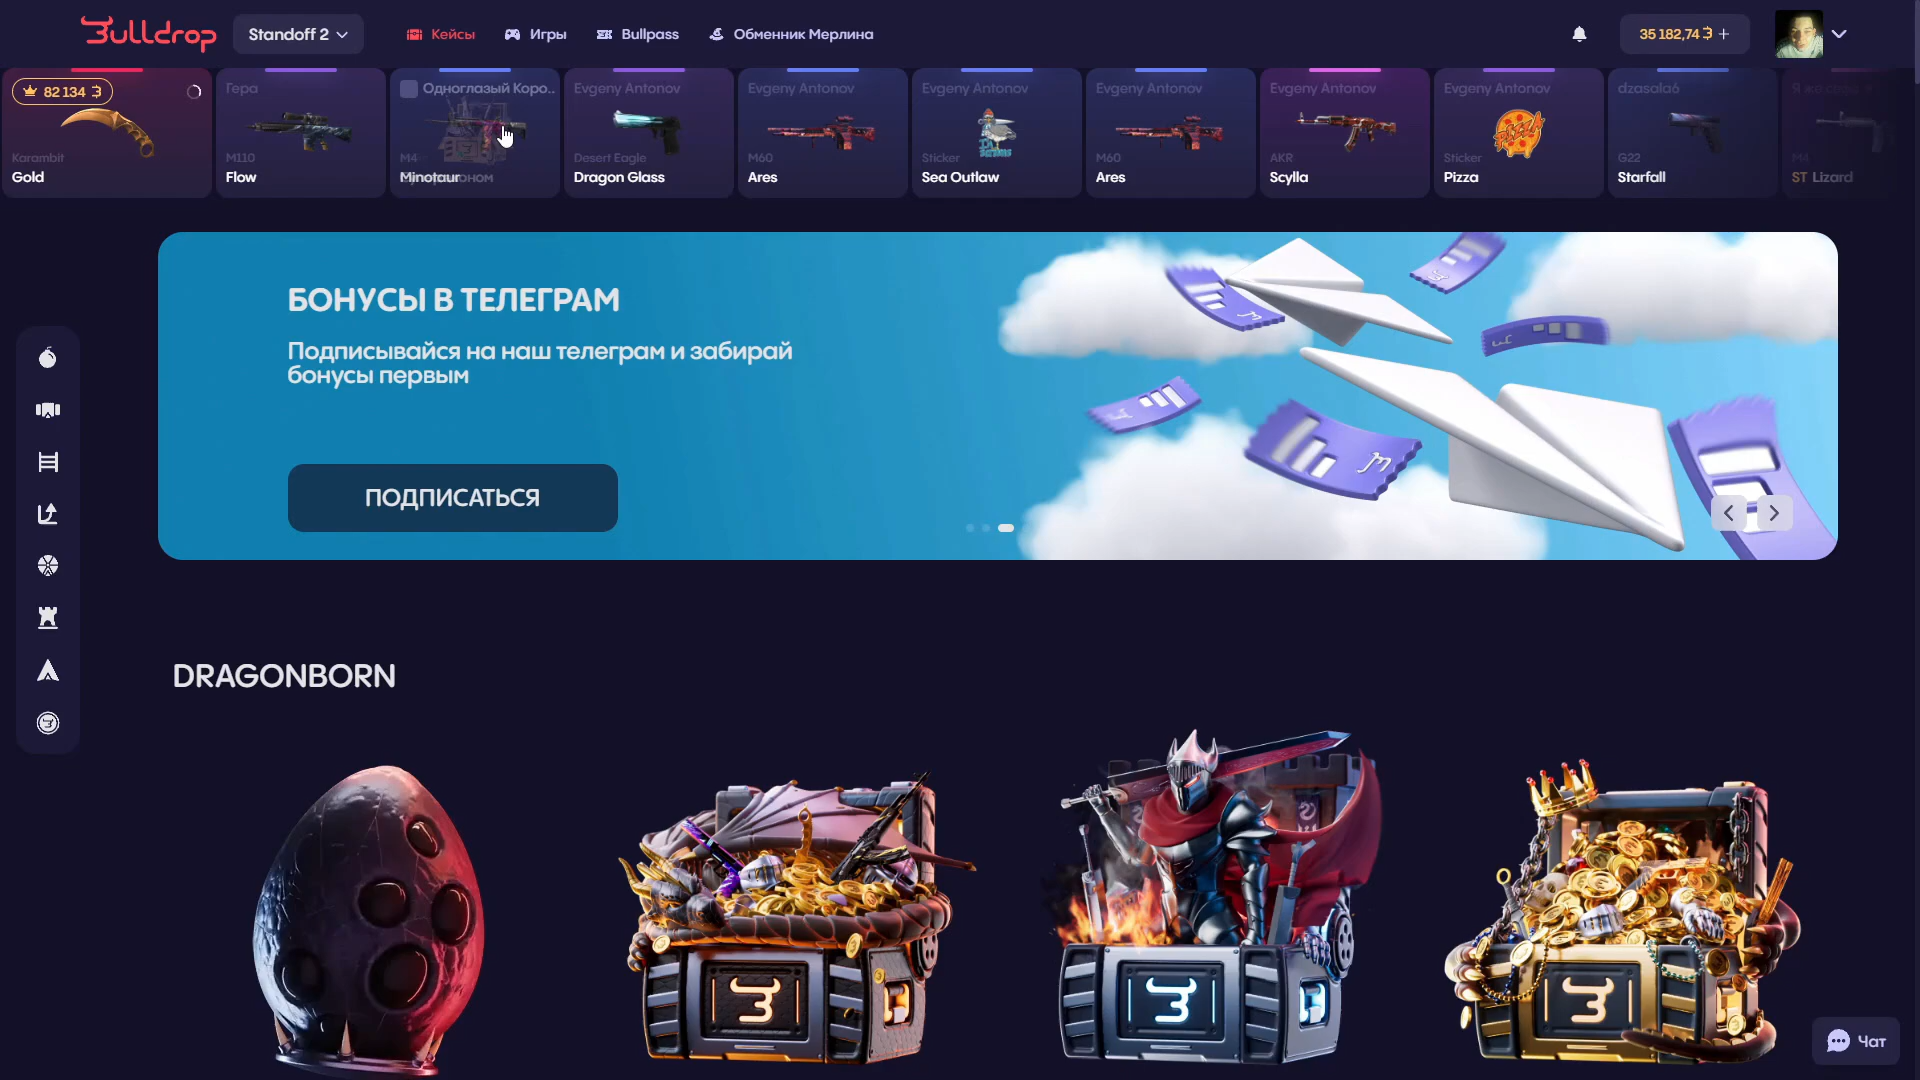 Bulldrop
Standoff 2
Кейсы
Игры
Bullpass
Обменник Мерлина
35 182,74
82 134
Karambit
Gold
Гера
M110
Flow
Одноглазый Коро..
M4
Minotaur
Evgeny Antonov
Desert Eagle
Dragon Glass
Evgeny Antonov
M60
Ares
Evgeny Antonov
Sticker
Sea Outlaw
Evgeny Antonov
M60
Ares
Evgeny Antonov
AKR
Scylla
Evgeny Antonov
Sticker
Pizza
dzasala6
G22
Starfall
M4
ST Lizard
БОНУСЫ В ТЕЛЕГРАМ
Подписывайся на наш телеграм и забирай
бонусы первым
ПОДПИСАТЬСЯ
DRAGONBORN
Чат